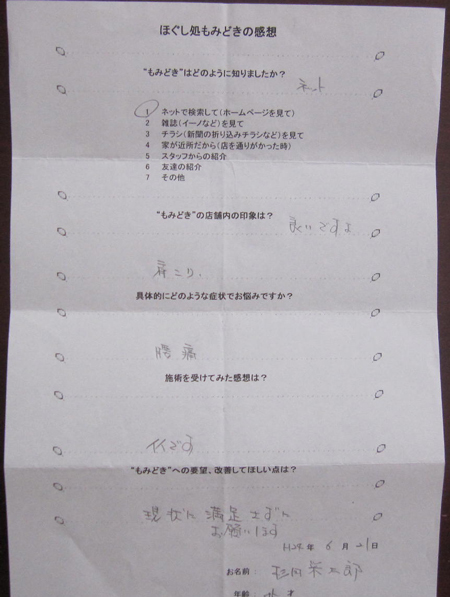 ほぐし処もみどきの感想
"もみどき"はどのように知りましたか？
ネット
1 ネットで検索して(ホームページを見て)
2 雑誌(イーノなど)を見て
3 チラシ(新聞の折り込みチラシなど)を見て
4 家が近所だから(店を通りがかった時)
5 スタッフからの紹介
6 友達の紹介
7 その他
"もみどき"の店舗内の印象は？
良いですよ
肩こり.
具体的にどのような症状でお悩みですか？
腰痛
施術を受けてみた感想は？
イイです
"もみどき"への要望、改善してほしい点は？
現ぜん 満足
お願いします
H24年 6月21日
お名前：
年齢：